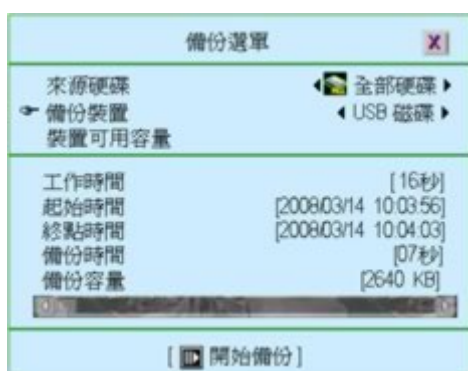 備份選單 X
來源硬碟 全部硬碟
備份裝置 USB 磁碟
裝置可用容量
工作時間 [16秒]
起始時間 [2008/03/14 10:03:56]
終點時間 [2008/03/14 10:04:03]
備份時間 [07秒]
備份容量 [2640 KB]
[ 開始備份 ]